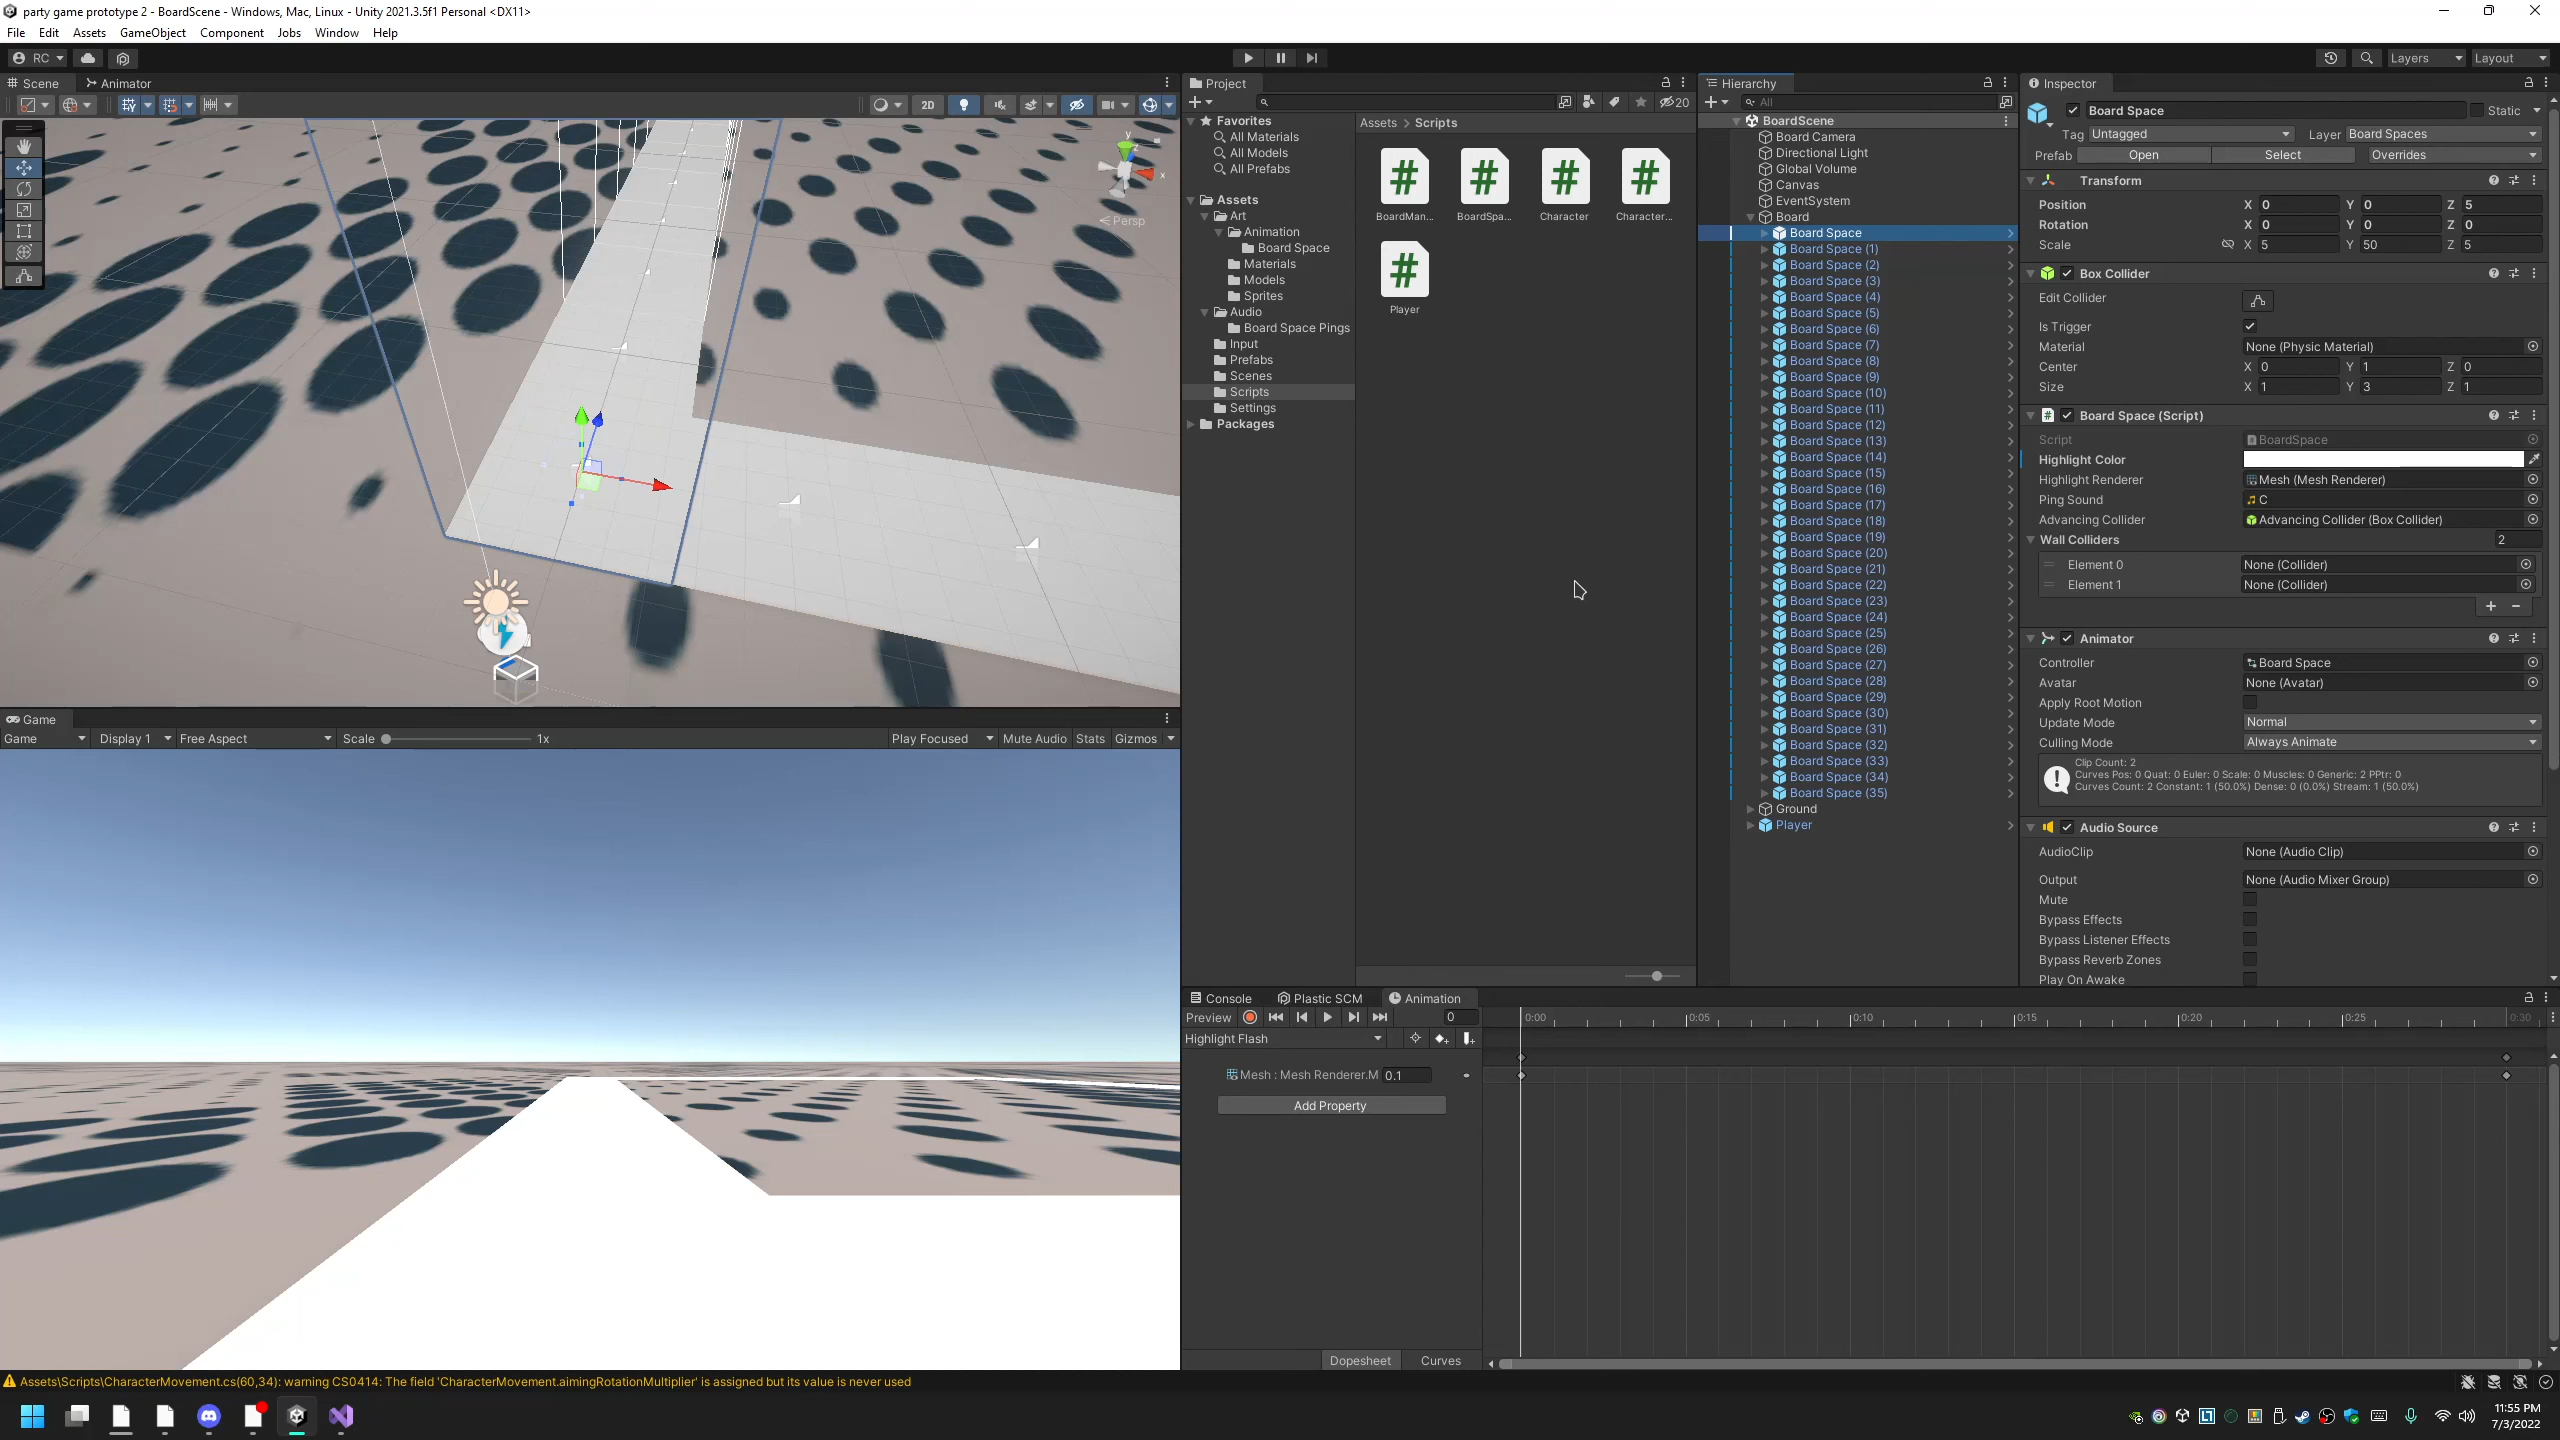 party game prototype 2 - BoardScene - Windows, Mac, Linux - Unity 2021.3.5f1 Personal <DX11>
File Edit Assets GameObject Component Jobs Window Help
RC
Layers Layout
Scene Animator
2D
y
x
z
Persp
Game
Game Display 1 Free Aspect Scale 1x Play Focused Mute Audio Stats Gizmos
Project
20
Favorites
All Materials
All Models
All Prefabs
Assets
Art
Animation
Board Space
Materials
Models
Sprites
Audio
Board Space Pings
Input
Prefabs
Scenes
Scripts
Settings
Packages
Assets > Scripts
BoardMan... BoardSpa... Character Character...
Player
Hierarchy
All
BoardScene
Board Camera
Directional Light
Global Volume
Canvas
EventSystem
Board
Board Space
Board Space (1)
Board Space (2)
Board Space (3)
Board Space (4)
Board Space (5)
Board Space (6)
Board Space (7)
Board Space (8)
Board Space (9)
Board Space (10)
Board Space (11)
Board Space (12)
Board Space (13)
Board Space (14)
Board Space (15)
Board Space (16)
Board Space (17)
Board Space (18)
Board Space (19)
Board Space (20)
Board Space (21)
Board Space (22)
Board Space (23)
Board Space (24)
Board Space (25)
Board Space (26)
Board Space (27)
Board Space (28)
Board Space (29)
Board Space (30)
Board Space (31)
Board Space (32)
Board Space (33)
Board Space (34)
Board Space (35)
Ground
Player
Inspector
Board Space Static
Tag Untagged Layer Board Spaces
Prefab Open Select Overrides
Transform
Position X 0 Y 0 Z 5
Rotation X 0 Y 0 Z 0
Scale X 5 Y 50 Z 5
Box Collider
Edit Collider
Is Trigger
Material None (Physic Material)
Center X 0 Y 1 Z 0
Size X 1 Y 3 Z 1
Board Space (Script)
Script BoardSpace
Highlight Color
Highlight Renderer Mesh (Mesh Renderer)
Ping Sound C
Advancing Collider Advancing Collider (Box Collider)
Wall Colliders 2
Element 0 None (Collider)
Element 1 None (Collider)
Animator
Controller Board Space
Avatar None (Avatar)
Apply Root Motion
Update Mode Normal
Culling Mode Always Animate
Clip Count: 2
Curves Pos: 0 Quat: 0 Euler: 0 Scale: 0 Muscles: 0 Generic: 2 PPtr: 0
Curves Count: 2 Constant: 1 (50.0%) Dense: 0 (0.0%) Stream: 1 (50.0%)
Audio Source
AudioClip None (Audio Clip)
Output None (Audio Mixer Group)
Mute
Bypass Effects
Bypass Listener Effects
Bypass Reverb Zones
Play On Awake
Console Plastic SCM Animation
Preview 0 0:00 0:05 0:10 0:15 0:20 0:25 0:30
Highlight Flash
Mesh : Mesh Renderer.M 0.1
Add Property
Dopesheet Curves
Assets\Scripts\CharacterMovement.cs(60,34): warning CS0414: The field 'CharacterMovement.aimingRotationMultiplier' is assigned but its value is never used
11:55 PM
7/3/2022